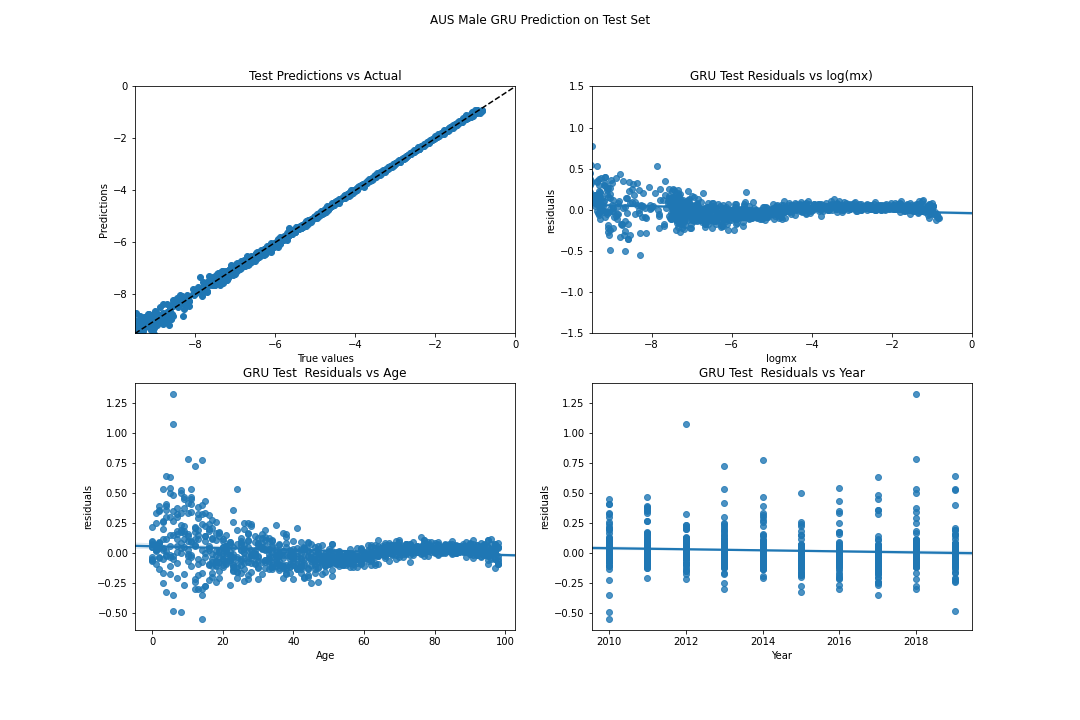 AUS Male GRU Prediction on Test Set
Test Predictions vs Actual
0
−2
−4
−6
−8
Predictions
−8 −6 −4 −2 0
True values
GRU Test Residuals vs log(mx)
1.5
1.0
0.5
0.0
−0.5
−1.0
−1.5
residuals
−8 −6 −4 −2 0
logmx
GRU Test  Residuals vs Age
1.25
1.00
0.75
0.50
0.25
0.00
−0.25
−0.50
residuals
0 20 40 60 80 100
Age
GRU Test  Residuals vs Year
1.25
1.00
0.75
0.50
0.25
0.00
−0.25
−0.50
residuals
2010 2012 2014 2016 2018
Year